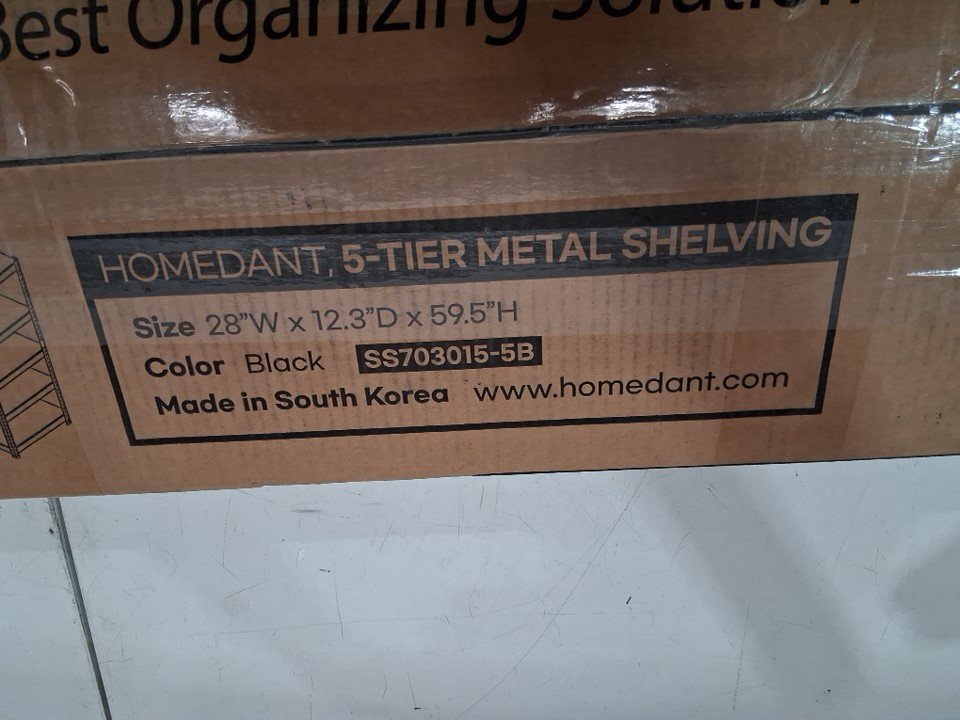 Best Organizing Solution
HOMEDANT, 5-TIER METAL SHELVING
Size 28”W x 12.3”D x 59.5”H
Color Black SS703015-5B
Made in South Korea www.homedant.com